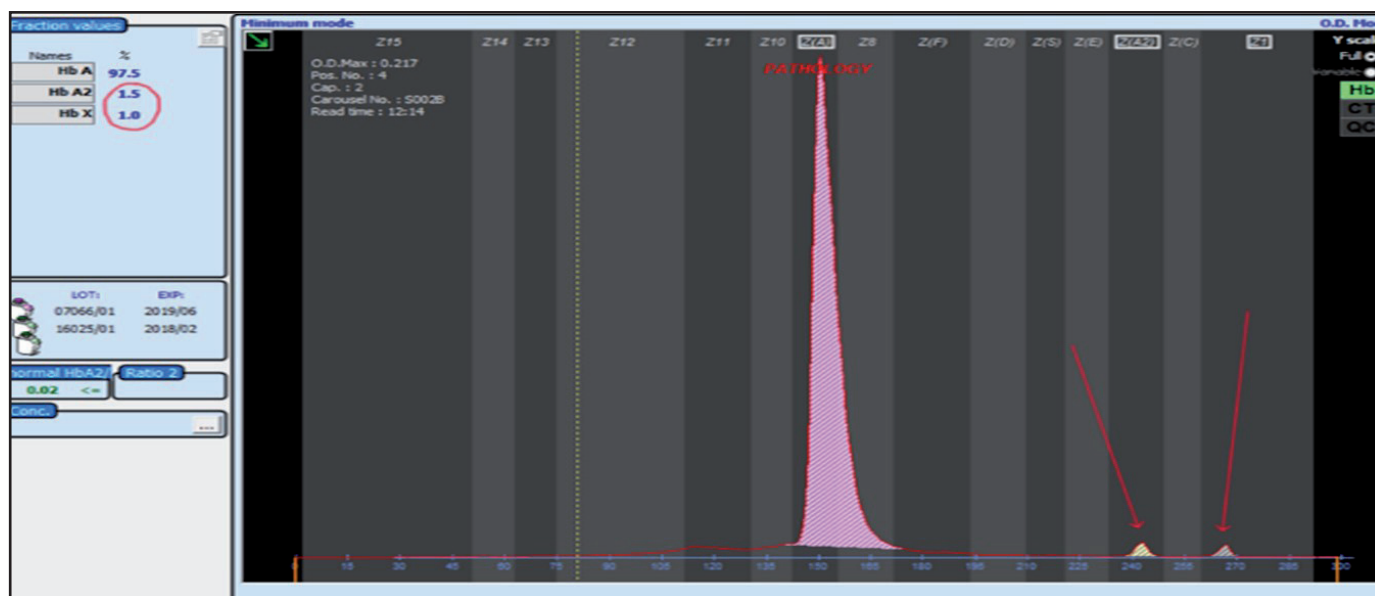 Fraction values
Names %
Hb A 97.5
Hb A2 1.5
Hb X 1.0
LOT: EXP:
07066/01 2019/06
16025/01 2018/02
normal HbA2/ Ratio 2
0.02 <=
Conc.
...
Minimum mode O.D. Mo
Z15 Z14 Z13 Z12 Z11 Z10 Z(A) Z8 Z(F) Z(D) Z(S) Z(E) Z(A2) Z(C) Z1
PATHOLOGY
O.D.Max : 0.217
Pos. No. : 4
Cap. : 2
Carousel No. : S002B
Read time : 12:14
Y scal
Full
Hb
CT
QC
0 15 30 45 60 75 90 105 120 135 150 165 180 195 210 225 240 255 270 285 300